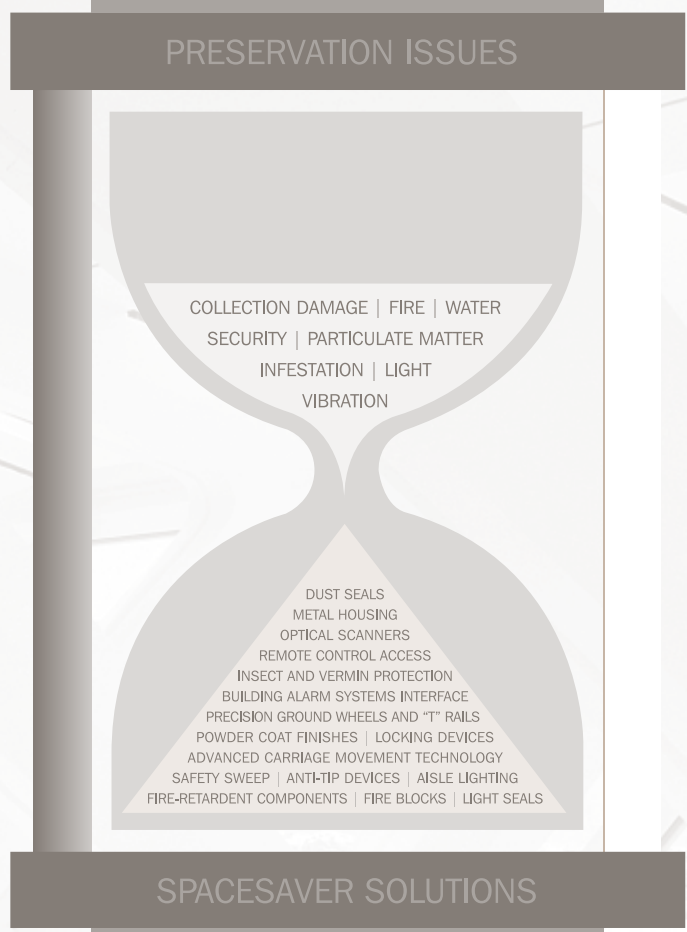 PRESERVATION ISSUES
COLLECTION DAMAGE | FIRE | WATER
SECURITY | PARTICULATE MATTER
INFESTATION | LIGHT
VIBRATION
DUST SEALS
METAL HOUSING
OPTICAL SCANNERS
REMOTE CONTROL ACCESS
INSECT AND VERMIN PROTECTION
BUILDING ALARM SYSTEMS INTERFACE
PRECISION GROUND WHEELS AND “T” RAILS
POWDER COAT FINISHES | LOCKING DEVICES
ADVANCED CARRIAGE MOVEMENT TECHNOLOGY
SAFETY SWEEP | ANTI-TIP DEVICES | AISLE LIGHTING
FIRE-RETARDENT COMPONENTS | FIRE BLOCKS | LIGHT SEALS
SPACESAVER SOLUTIONS